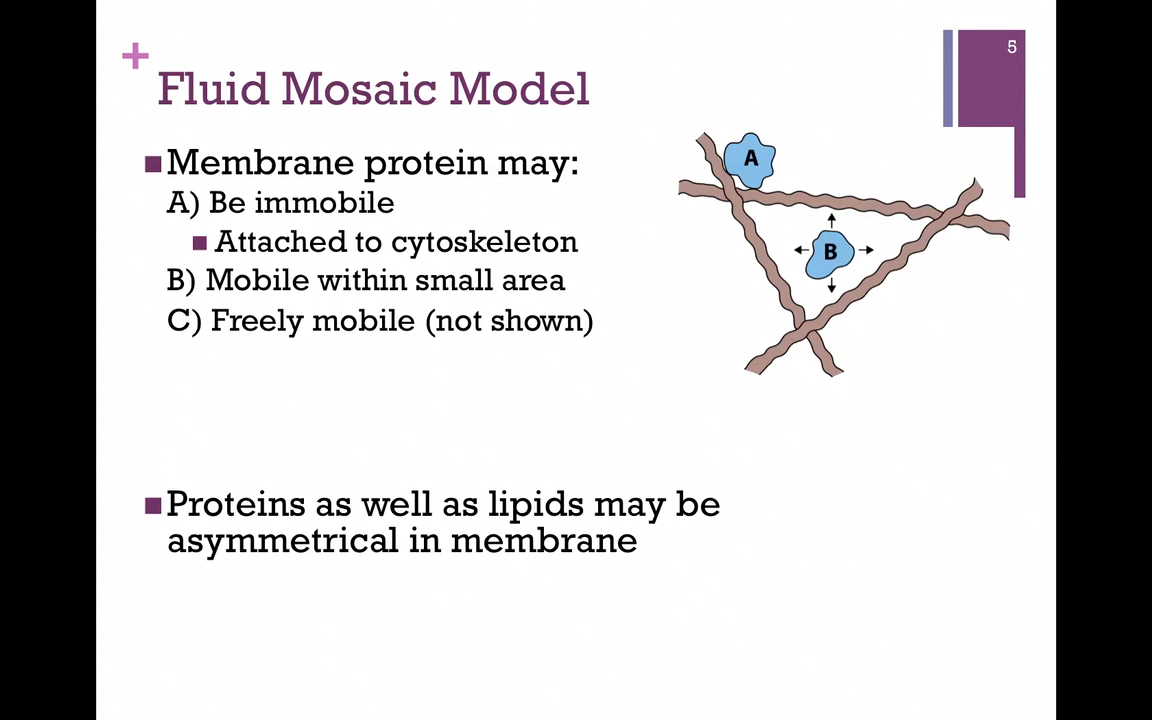 5
+
Fluid Mosaic Model
Membrane protein may:
A) Be immobile
Attached to cytoskeleton
B) Mobile within small area
C) Freely mobile (not shown)
A
B
Proteins as well as lipids may be
asymmetrical in membrane